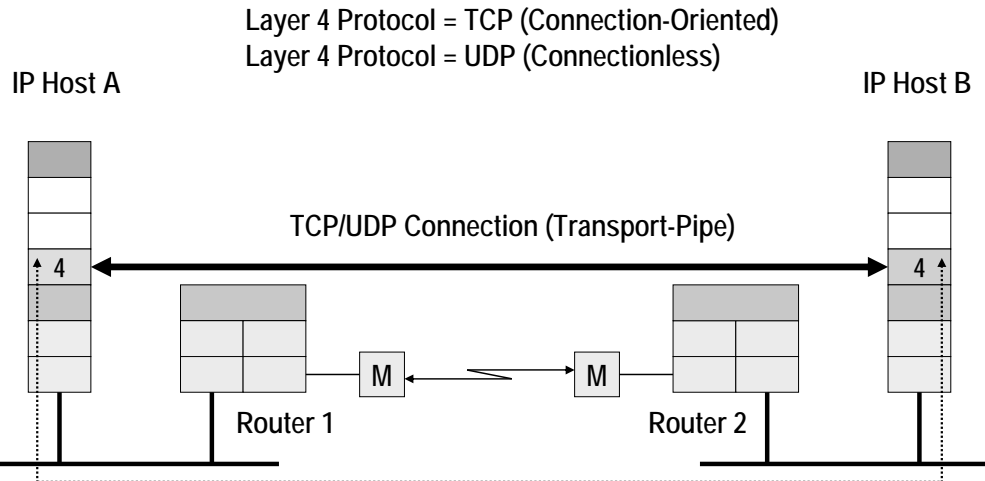 Layer 4 Protocol = TCP (Connection-Oriented)
Layer 4 Protocol = UDP (Connectionless)
IP Host A
IP Host B
TCP/UDP Connection (Transport-Pipe)
4
4
M
M
Router 1
Router 2